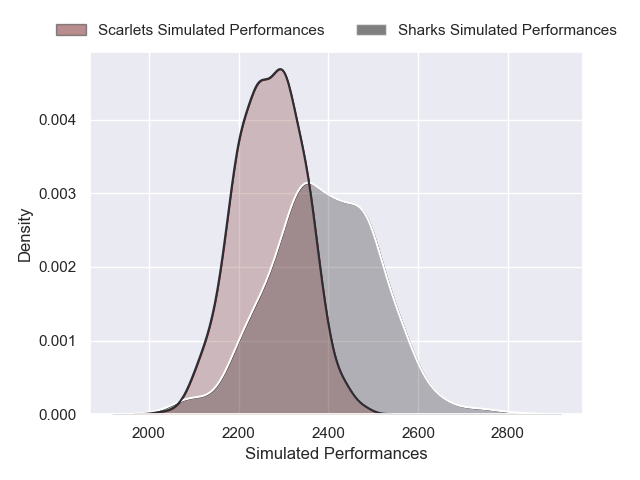 Scarlets Simulated Performances Sharks Simulated Performances
0.004
0.003
0.002
0.001
0.000
Density
2000 2200 2400 2600 2800
Simulated Performances